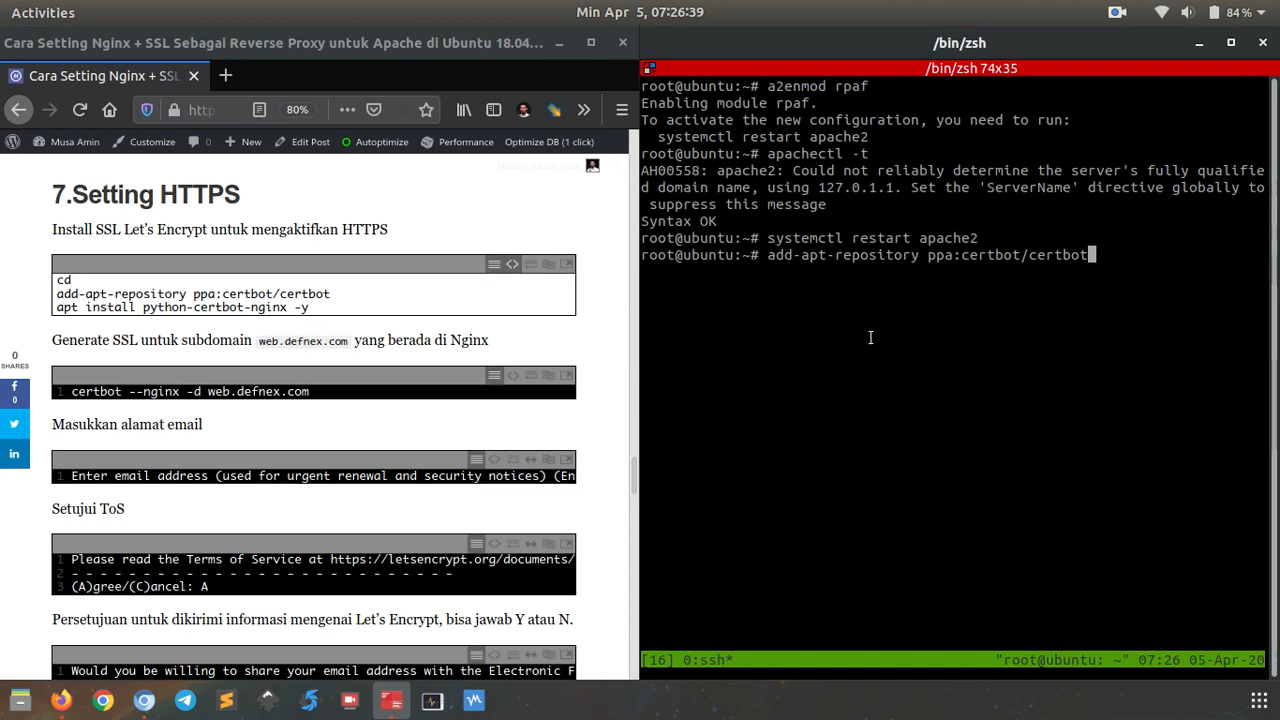 Activities
Min Apr 5, 07:26:39
84 %
Cara Setting Nginx + SSL Sebagai Reverse Proxy untuk Apache di Ubuntu 18.04...
/bin/zsh
Cara Setting Nginx + SSL
/bin/zsh 74x35
http
80%
Musa Amin
Customize
0
New
Edit Post
Autoptimize
Performance
Optimize DB (1 click)
7.Setting HTTPS
Install SSL Let’s Encrypt untuk mengaktifkan HTTPS
cd
add-apt-repository ppa:certbot/certbot
apt install python-certbot-nginx -y
Generate SSL untuk subdomain web.defnex.com yang berada di Nginx
1 certbot --nginx -d web.defnex.com
Masukkan alamat email
1 Enter email address (used for urgent renewal and security notices) (En
Setujui ToS
1 Please read the Terms of Service at https://letsencrypt.org/documents/
2 - - - - - - - - - - - - - - - - - - - - - - - - - - - -
3 (A)gree/(C)ancel: A
Persetujuan untuk dikirimi informasi mengenai Let’s Encrypt, bisa jawab Y atau N.
1 Would you be willing to share your email address with the Electronic F
0
SHARES
0
root@ubuntu:~# a2enmod rpaf
Enabling module rpaf.
To activate the new configuration, you need to run:
systemctl restart apache2
root@ubuntu:~# apachectl -t
AH00558: apache2: Could not reliably determine the server's fully qualifie
d domain name, using 127.0.1.1. Set the 'ServerName' directive globally to
suppress this message
Syntax OK
root@ubuntu:~# systemctl restart apache2
root@ubuntu:~# add-apt-repository ppa:certbot/certbot
[16] 0:ssh*
"root@ubuntu: ~" 07:26 05-Apr-20